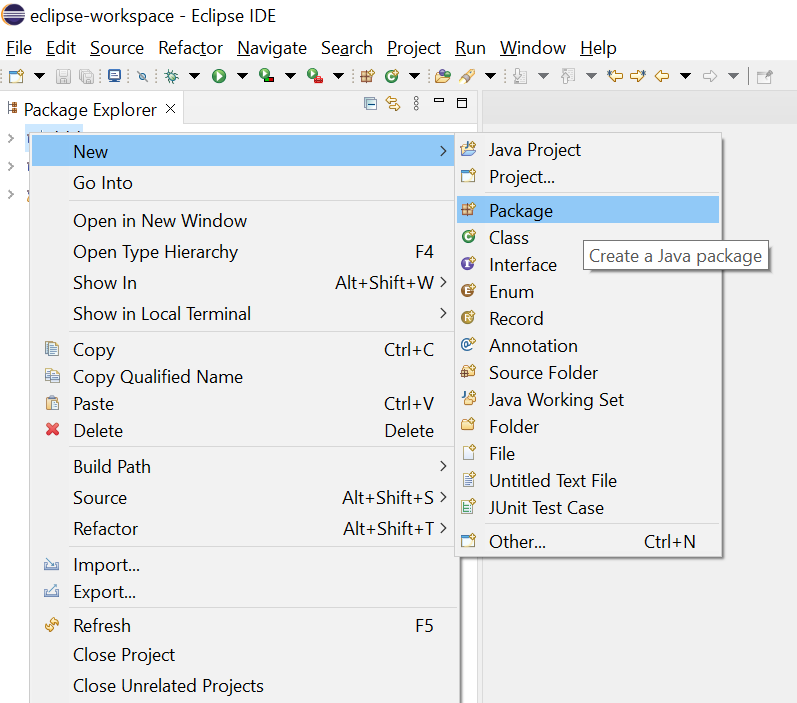 eclipse-workspace - Eclipse IDE
File Edit Source Refactor Navigate Search Project Run Window Help
Package Explorer
New
Go Into
Open in New Window
Open Type Hierarchy F4
Show In Alt+Shift+W
Show in Local Terminal
Copy Ctrl+C
Copy Qualified Name
Paste Ctrl+V
Delete Delete
Build Path
Source Alt+Shift+S
Refactor Alt+Shift+T
Import...
Export...
Refresh F5
Close Project
Close Unrelated Projects
Java Project
Project...
Package
Class
Interface
Enum
Record
Annotation
Source Folder
Java Working Set
Folder
File
Untitled Text File
JUnit Test Case
Other... Ctrl+N
Create a Java package